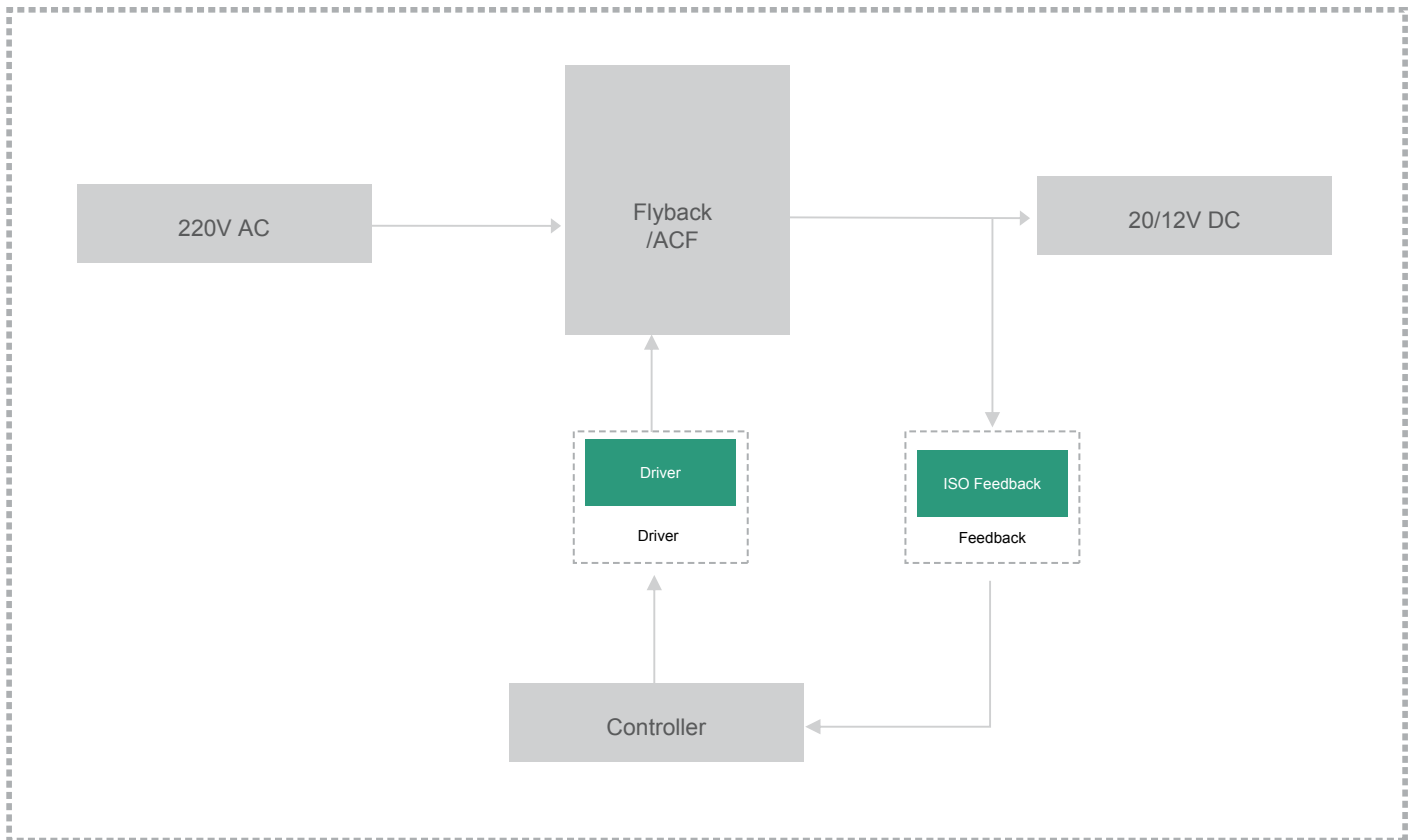 220V AC
Flyback
/ACF
20/12V DC
Driver
Driver
ISO Feedback
Feedback
Controller